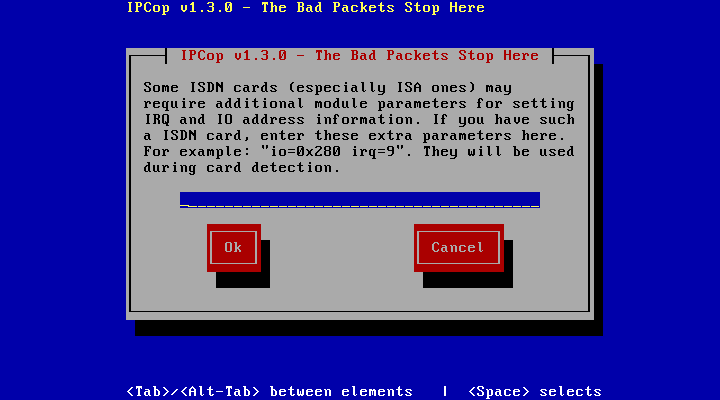 IPCop v1.3.0 - The Bad Packets Stop Here
IPCop v1.3.0 - The Bad Packets Stop Here
Some ISDN cards (especially ISA ones) may
require additional module parameters for setting
IRQ and IO address information. If you have such
a ISDN card, enter these extra parameters here.
For example: "io=0x280 irq=9". They will be used
during card detection.
Ok Cancel
<Tab>/<Alt-Tab> between elements | <Space> selects